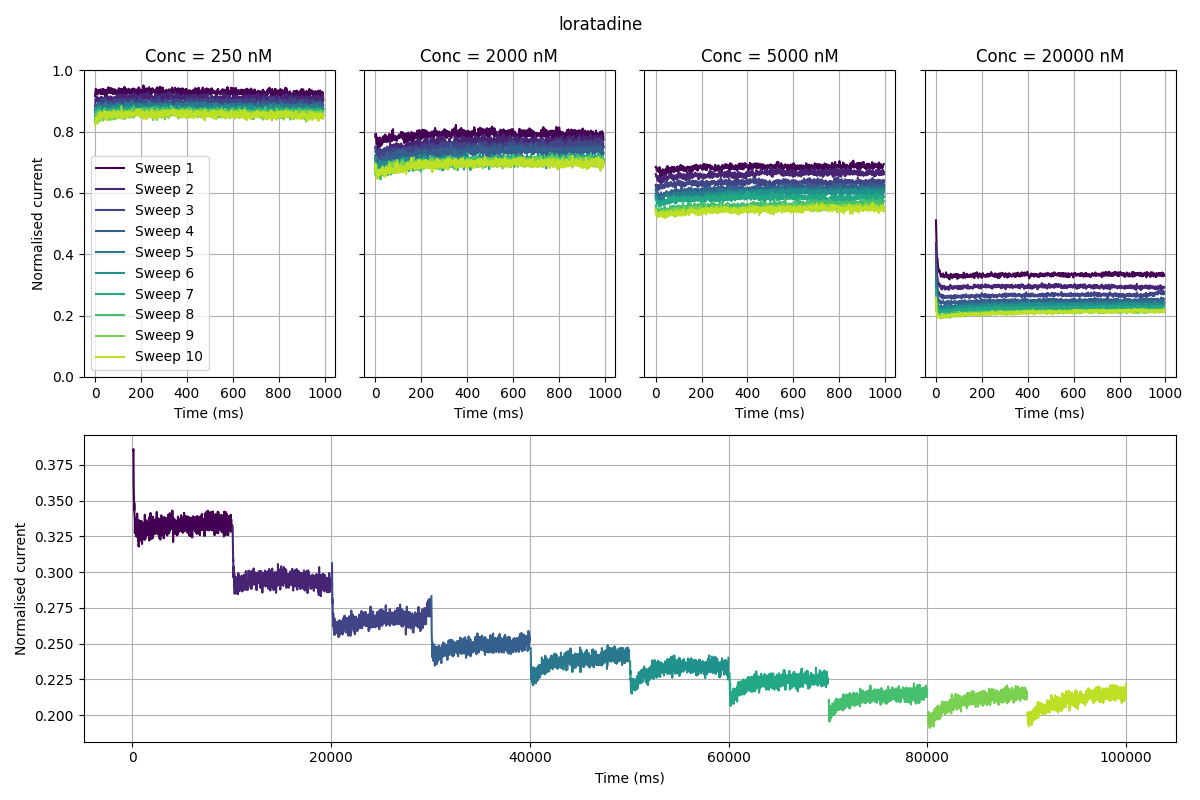 loratadine
Conc = 250 nM
Conc = 2000 nM
Conc = 5000 nM
Conc = 20000 nM
Normalised current
1.0
0.8
0.6
0.4
0.2
0.0
Sweep 1
Sweep 2
Sweep 3
Sweep 4
Sweep 5
Sweep 6
Sweep 7
Sweep 8
Sweep 9
Sweep 10
0 200 400 600 800 1000
0 200 400 600 800 1000
0 200 400 600 800 1000
0 200 400 600 800 1000
Time (ms)
Time (ms)
Time (ms)
Time (ms)
Normalised current
0.375
0.350
0.325
0.300
0.275
0.250
0.225
0.200
0 20000 40000 60000 80000 100000
Time (ms)